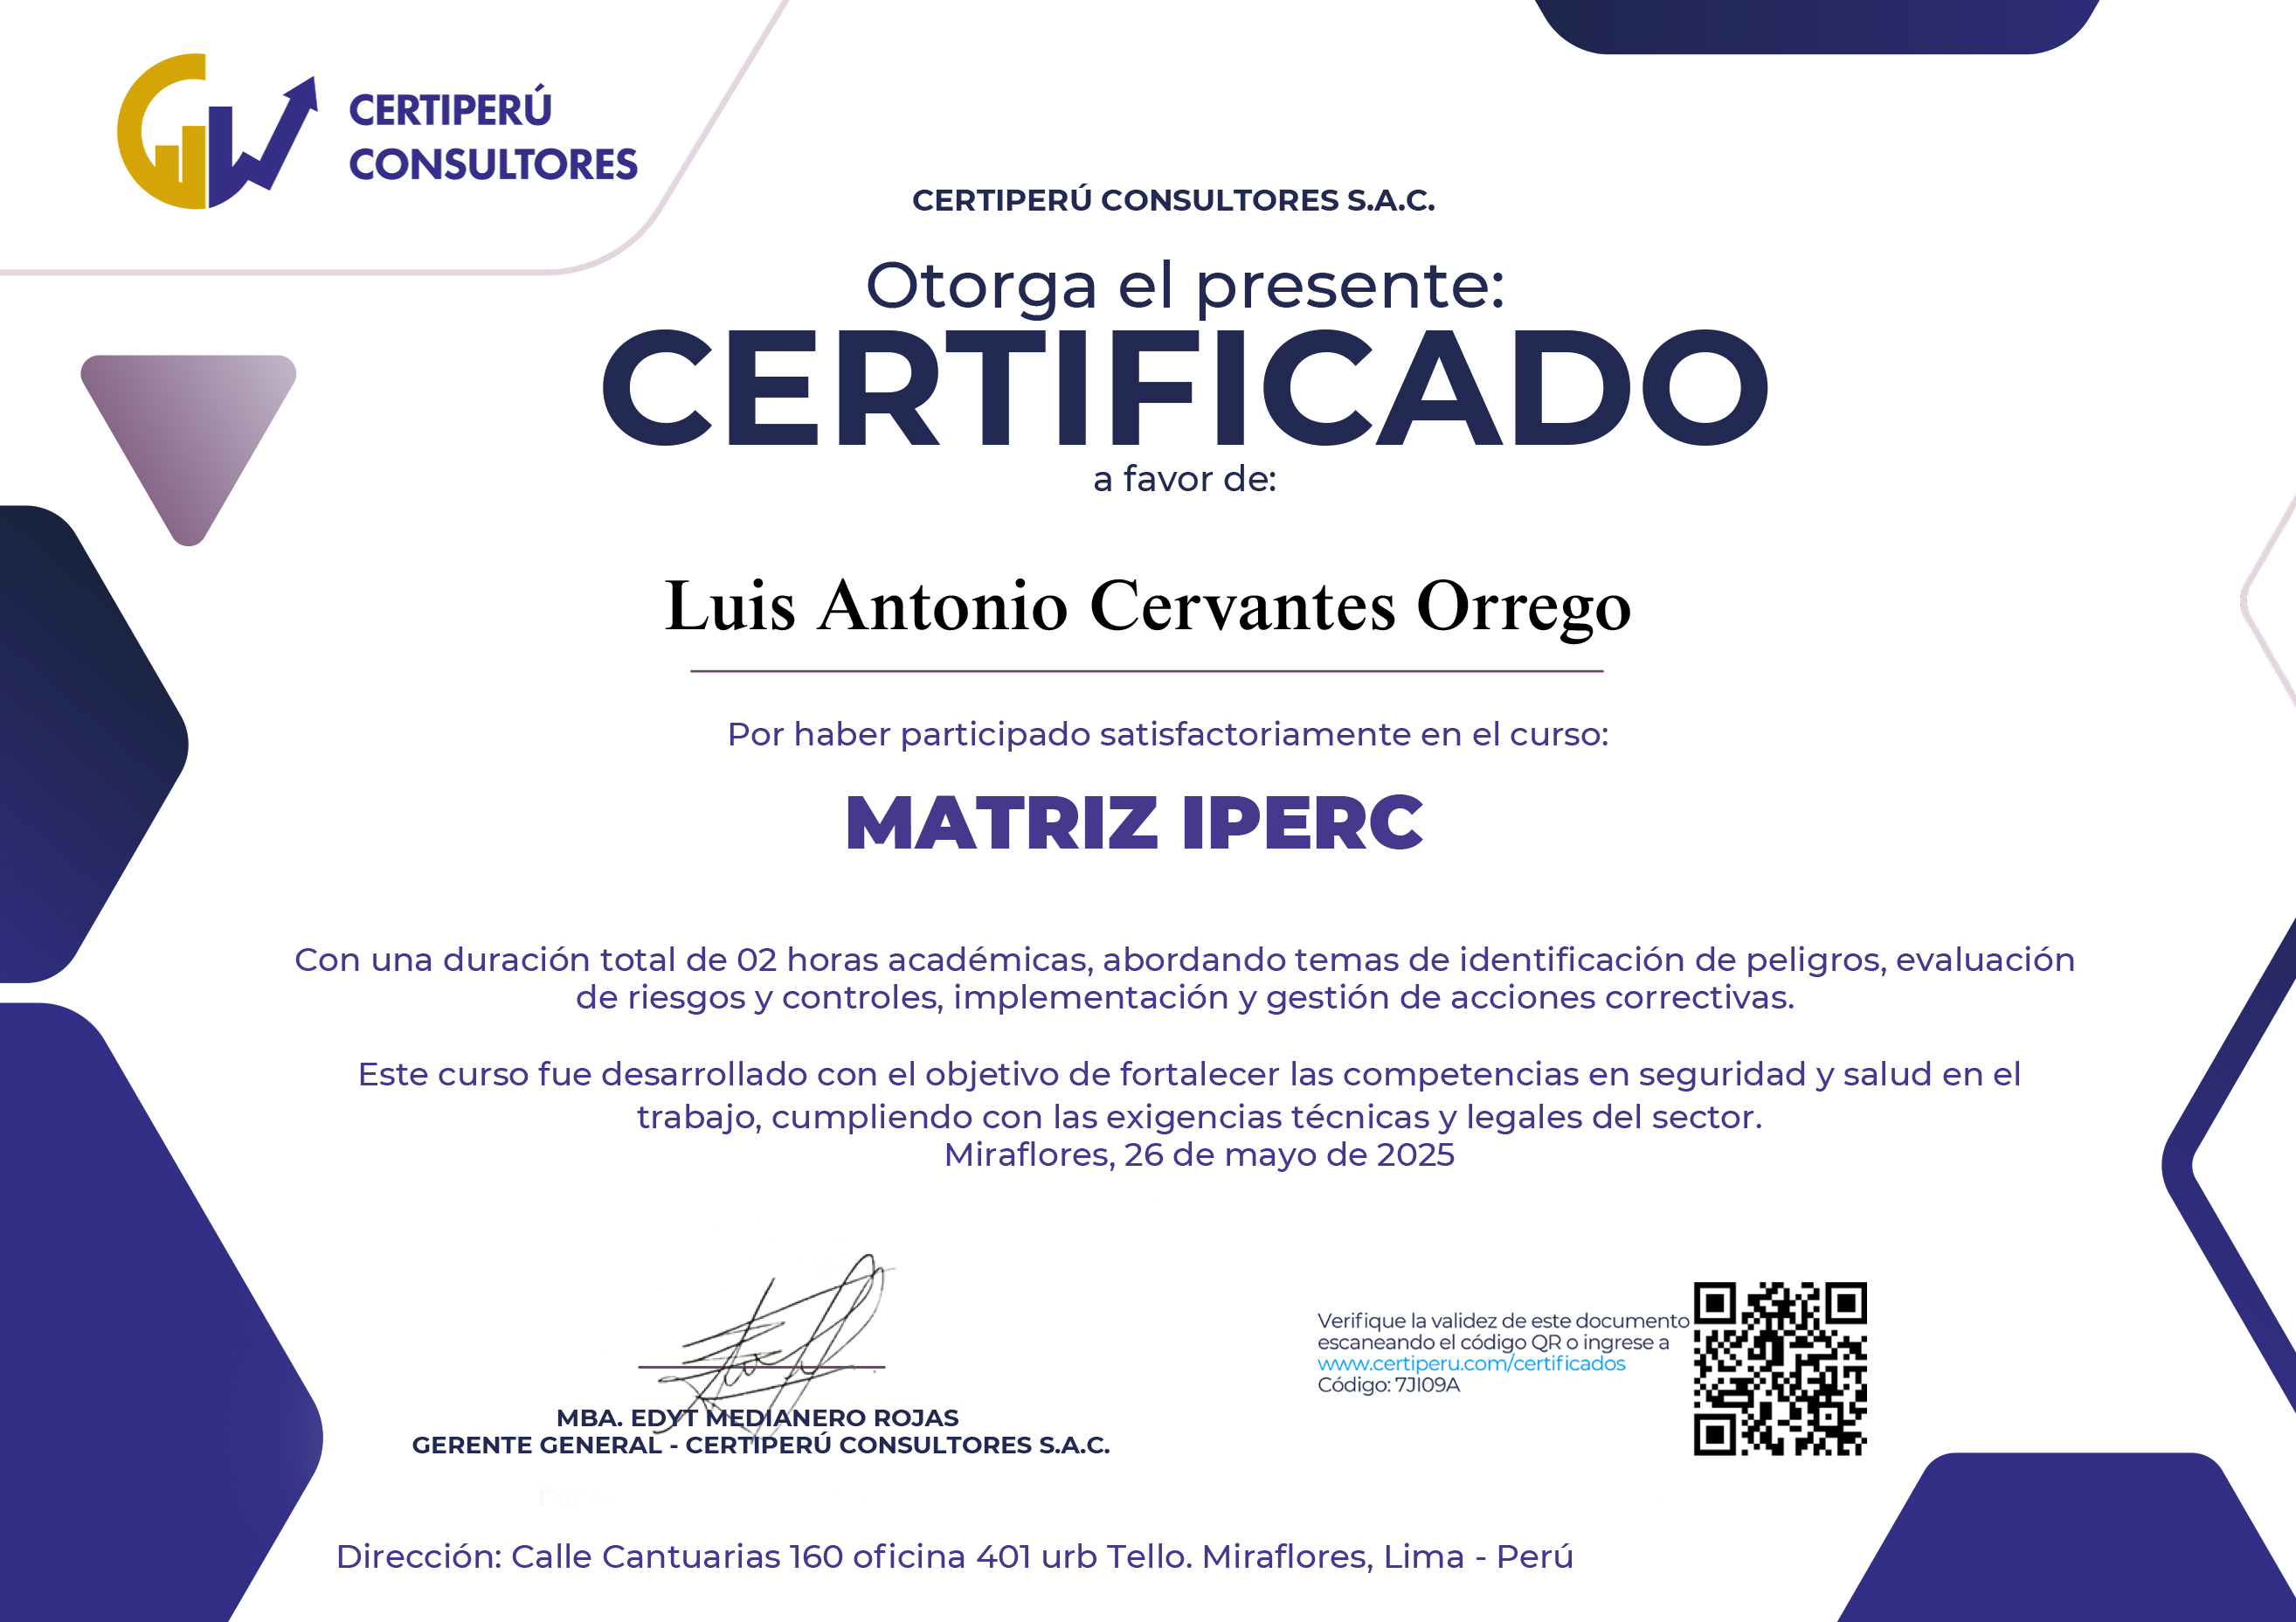 CERTIPERÚ
CONSULTORES
CERTIPERÚ CONSULTORES S.A.C.
Otorga el presente:
CERTIFICADO
a favor de:
Luis Antonio Cervantes Orrego
Por haber participado satisfactoriamente en el curso:
MATRIZ IPERC
Con una duración total de 02 horas académicas, abordando temas de identificación de peligros, evaluación
de riesgos y controles, implementación y gestión de acciones correctivas.
Este curso fue desarrollado con el objetivo de fortalecer las competencias en seguridad y salud en el
trabajo, cumpliendo con las exigencias técnicas y legales del sector.
Miraflores, 26 de mayo de 2025
MBA. EDYT MEDIANERO ROJAS
GERENTE GENERAL - CERTIPERÚ CONSULTORES S.A.C.
Verifique la validez de este documento
escaneando el código QR o ingrese a
www.certiperu.com/certificados
Código: 7JI09A
Dirección: Calle Cantuarias 160 oficina 401 urb Tello. Miraflores, Lima - Perú